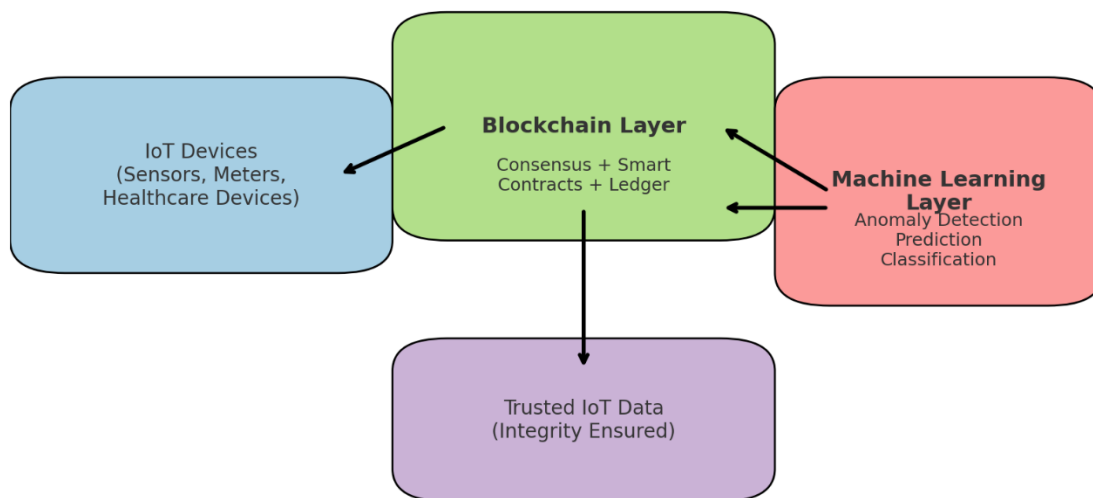 IoT Devices
(Sensors, Meters,
Healthcare Devices)
Blockchain Layer
Consensus + Smart
Contracts + Ledger
Machine Learning
Layer
Anomaly Detection
Prediction
Classification
Trusted IoT Data
(Integrity Ensured)